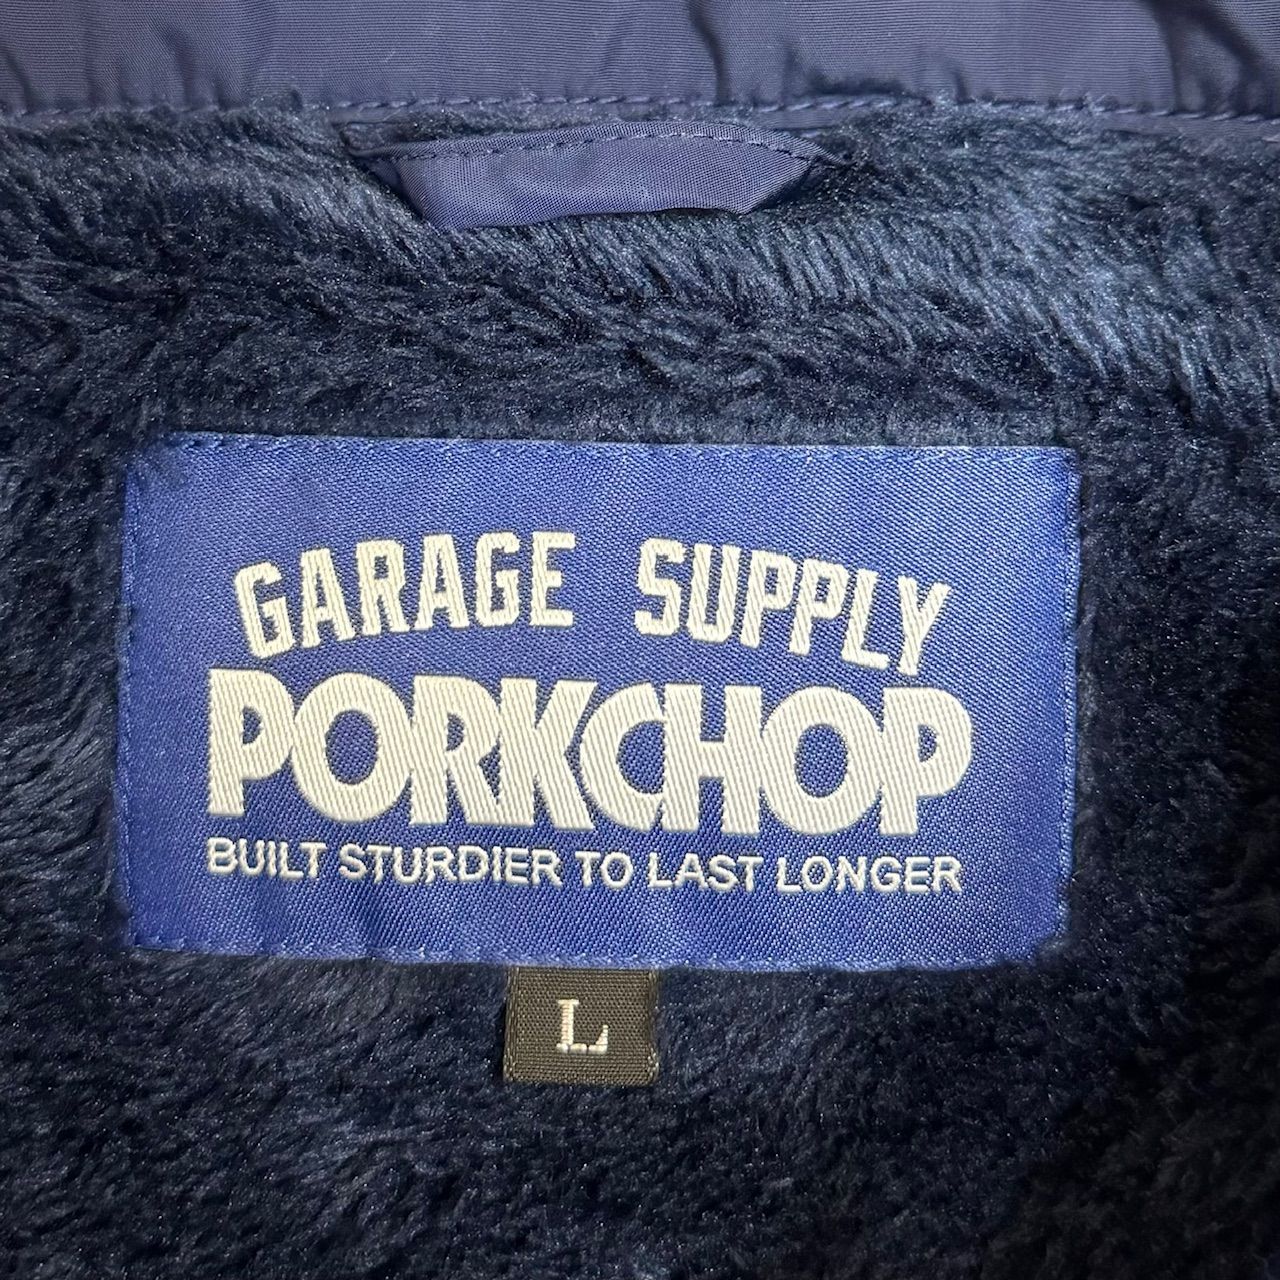 GARAGE SUPPLY
PORKCHOP
BUILT STURDIER TO LAST LONGER
L